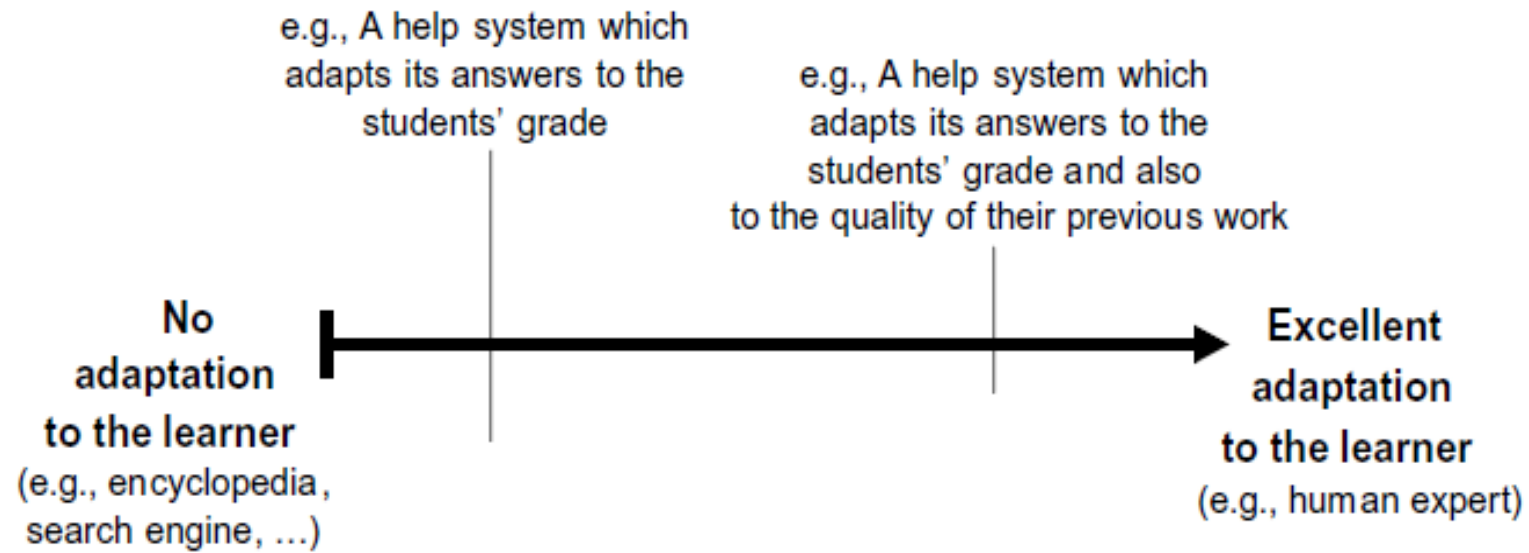 e.g., A help system which
adapts its answers to the
students’ grade
e.g., A help system which
adapts its answers to the
students’ grade and also
to the quality of their previous work
No
adaptation
to the learner
(e.g., encyclopedia,
search engine, …)
Excellent
adaptation
to the learner
(e.g., human expert)